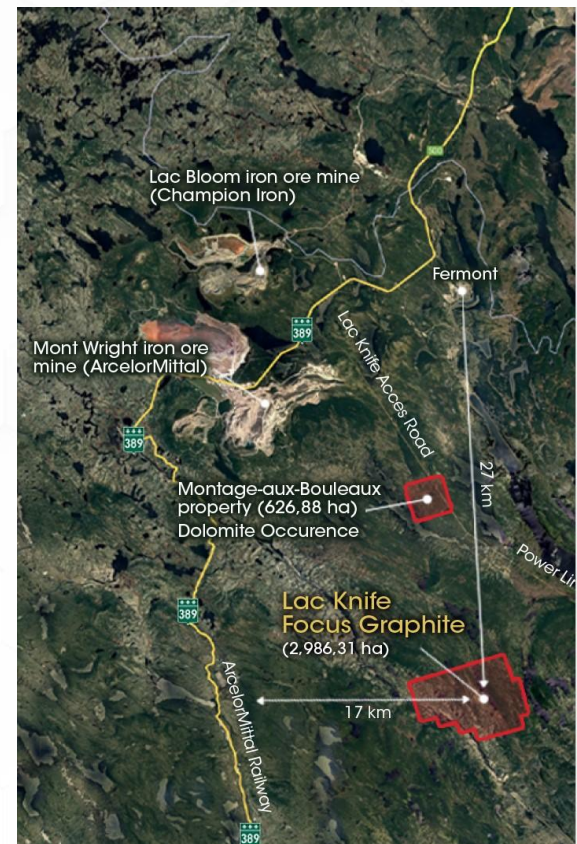 500
Lac Bloom iron ore mine
(Champion Iron)
Fermont
389
Lac Knife Acces Road
Mont Wright iron ore
mine (ArcelorMittal)
389
27 km
Montage-aux-Bouleaux
property (626,88 ha)
Dolomite Occurence
Power Lin
389
Lac Knife
Focus Graphite
(2,986,31 ha)
ArcelorMittal Railway
17 km
389